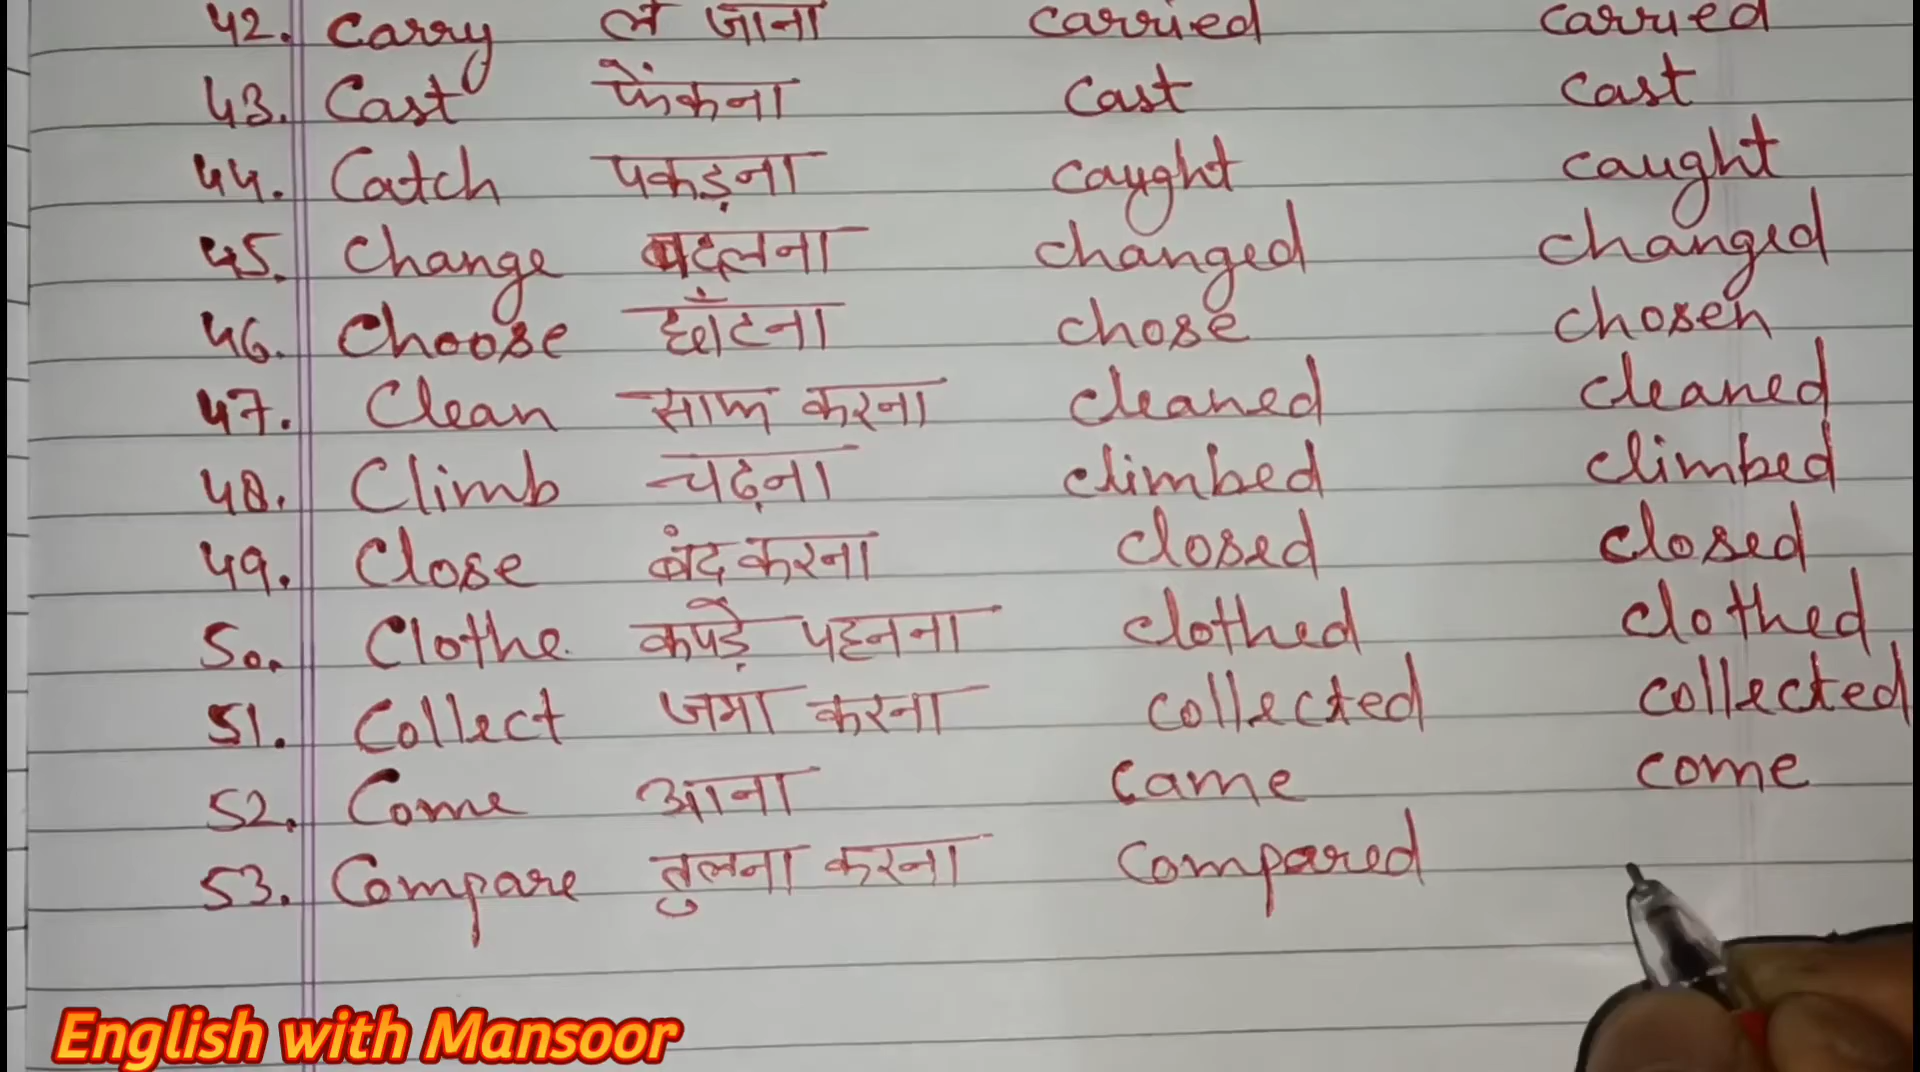 42. Carry ले जाना carried carried
43. Cast फेंकना cast cast
44. Catch पकड़ना caught caught
45. Change बदलना changed changed
46. Choose छाँटना chose chosen
47. Clean साफ करना cleaned cleaned
48. Climb चढ़ना climbed climbed
49. Close बंद करना closed closed
50. Clothe कपड़े पहनना clothed clothed
51. Collect जमा करना collected collected
52. Come आना came come
53. Compare तुलना करना compared
English with Mansoor